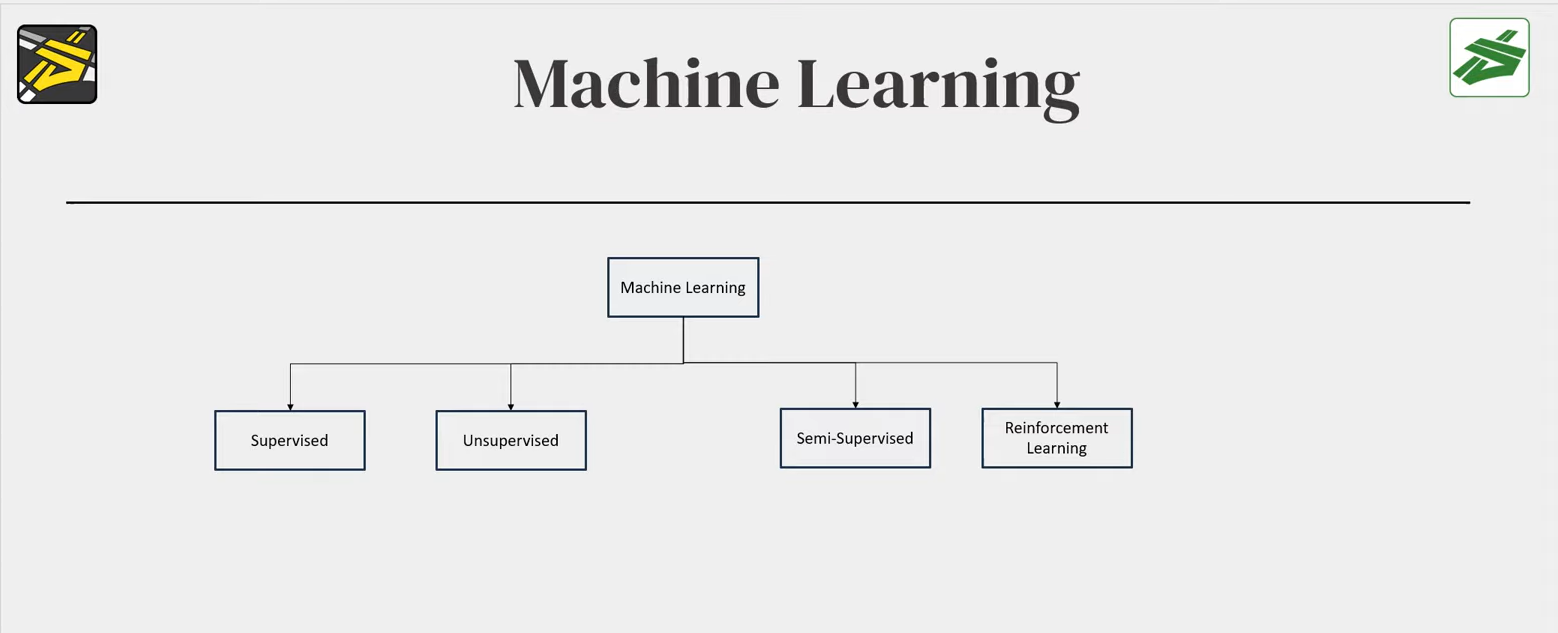 Machine Learning
Machine Learning
Supervised
Unsupervised
Semi-Supervised
Reinforcement
Learning